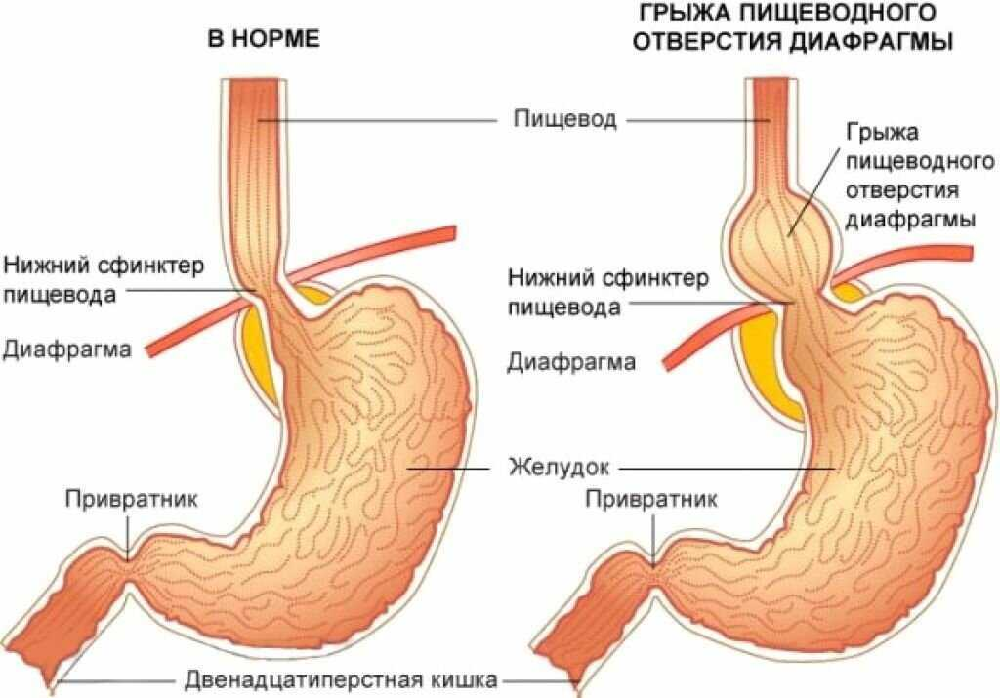 В НОРМЕ
ГРЫЖА ПИЩЕВОДНОГО
ОТВЕРСТИЯ ДИАФРАГМЫ
Пищевод
Грыжа
пищеводного
отверстия
диафрагмы
Нижний сфинктер
пищевода
Диафрагма
Нижний сфинктер
пищевода
Диафрагма
Желудок
Привратник
Привратник
Двенадцатиперстная кишка